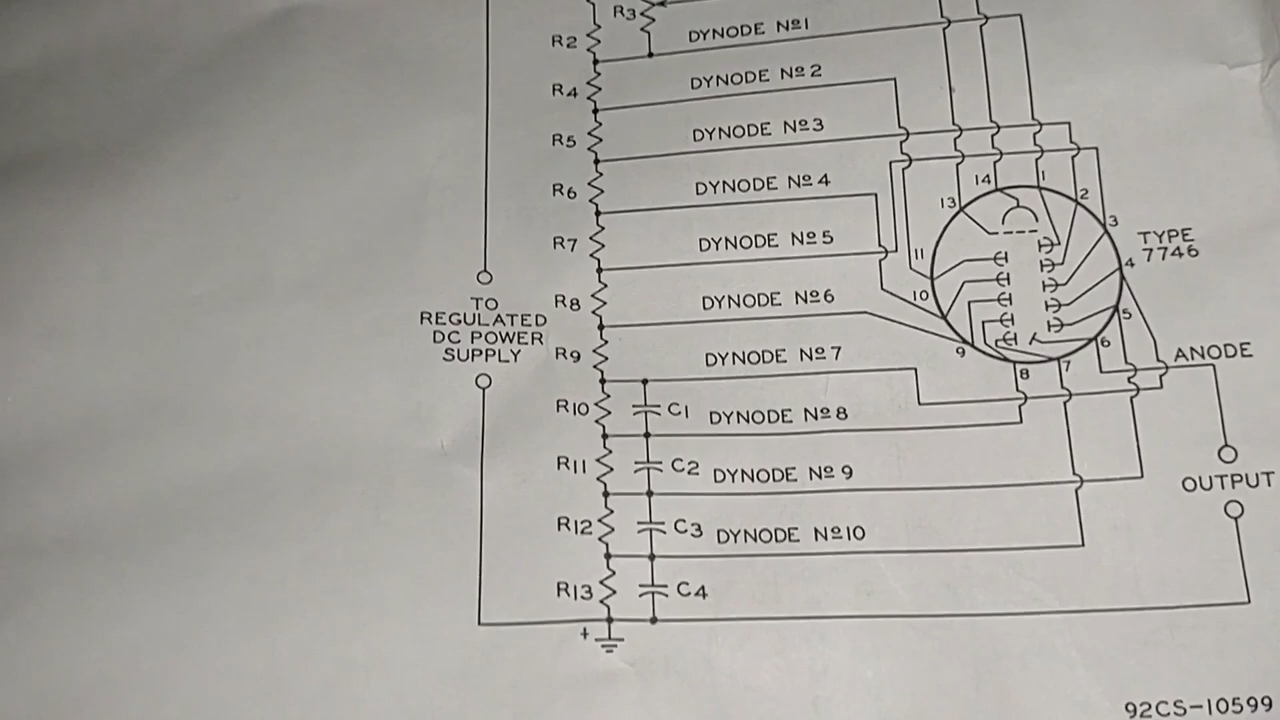 R3
R2
DYNODE Nº1
R4
DYNODE Nº2
R5
DYNODE Nº3
R6
DYNODE Nº4
14
1
2
13
3
R7
DYNODE Nº5
11
4
TYPE
7746
R8
DYNODE Nº6
10
5
TO
REGULATED
DC POWER
SUPPLY
R9
DYNODE Nº7
9
6
8
7
ANODE
R10
C1
DYNODE Nº8
R11
C2
DYNODE Nº9
OUTPUT
R12
C3
DYNODE Nº10
R13
C4
+
92CS-10599